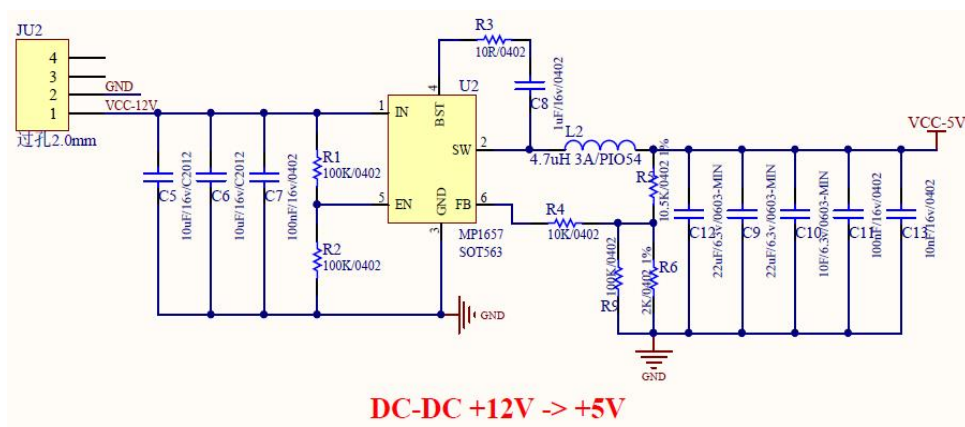 JU2
4
3
2
1
GND
VCC-12V
过孔2.0mm
C5
10uF/16v/C2012
C6
10uF/16v/C2012
C7
100nF/16v/0402
R1
100K/0402
R2
100K/0402
R3
10R/0402
U2
1
IN
4
BST
SW
2
5
EN
GND
3
FB
6
MP1657
SOT563
GND
C8
1uF/16v/0402
L2
4.7uH 3A/PIO54
R4
10K/0402
R5
10.5K/0402 1%
R9
100K/0402
R6
2K/0402 1%
C12
22uF/6.3v/0603-MIN
C9
22uF/6.3v/0603-MIN
C10
10F/6.3v/0603-MIN
C11
100nF/16v/0402
C13
10nF/16v/0402
VCC-5V
GND
DC-DC +12V -> +5V